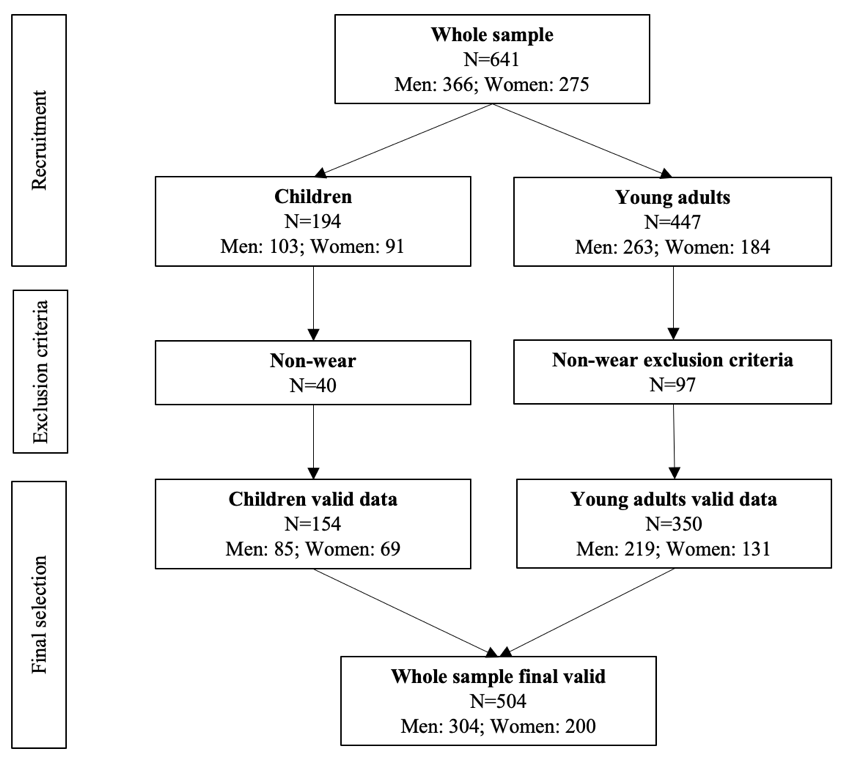 Recruitment
Whole sample
N=641
Men: 366; Women: 275
Children
N=194
Men: 103; Women: 91
Young adults
N=447
Men: 263; Women: 184
Exclusion criteria
Non-wear
N=40
Non-wear exclusion criteria
N=97
Final selection
Children valid data
N=154
Men: 85; Women: 69
Young adults valid data
N=350
Men: 219; Women: 131
Whole sample final valid
N=504
Men: 304; Women: 200